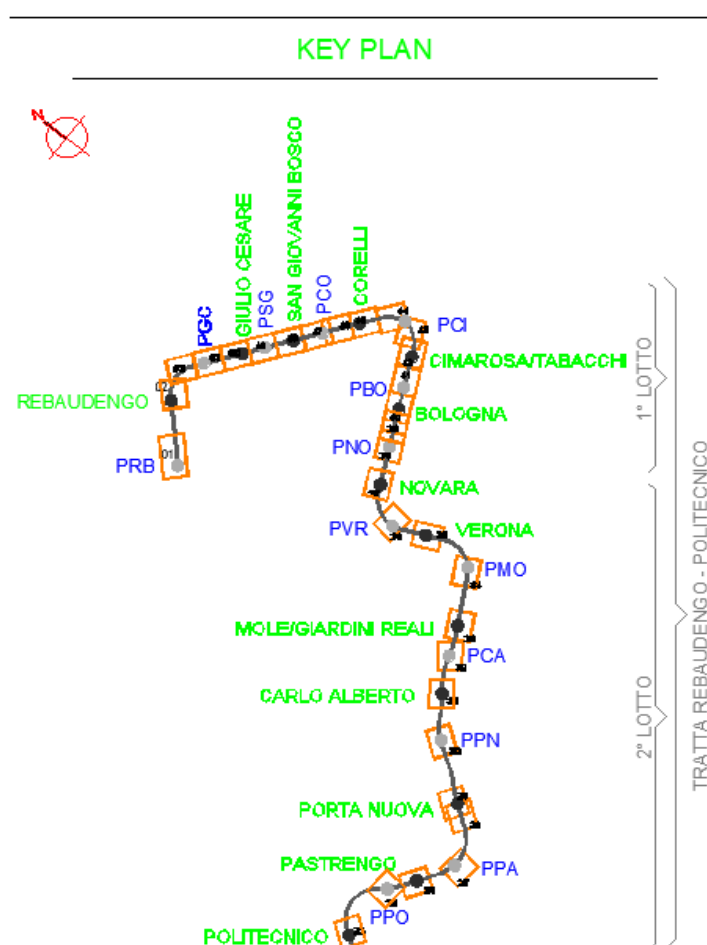 KEY PLAN
N
PGC
GIULIO CESARE
PSG
SAN GIOVANNI BOSCO
PCO
CORELLI
PCI
CIMAROSA/TABACCHI
PBO
REBAUDENGO
02
BOLOGNA
1° LOTTO
01
PRB
PNO
NOVARA
PVR
VERONA
PMO
MOLE/GIARDINI REALI
PCA
CARLO ALBERTO
PPN
2° LOTTO
TRATTA REBAUDENGO - POLITECNICO
PORTA NUOVA
PASTRENGO
PPA
PPO
POLITECNICO